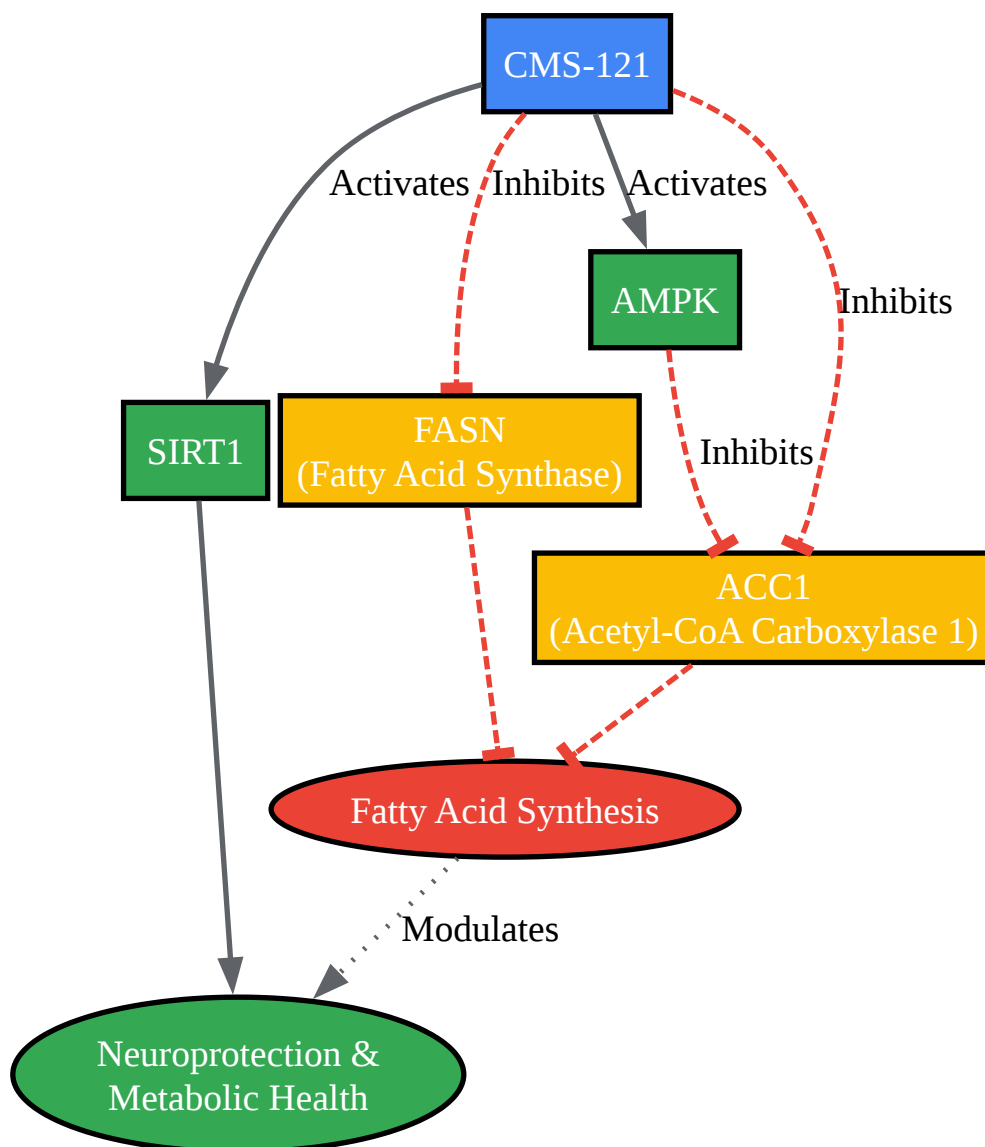 CMS-121
Activates
Inhibits
Activates
AMPK
Inhibits
SIRT1
FASN
(Fatty Acid Synthase)
Inhibits
ACC1
(Acetyl-CoA Carboxylase 1)
Fatty Acid Synthesis
Modulates
Neuroprotection &
Metabolic Health